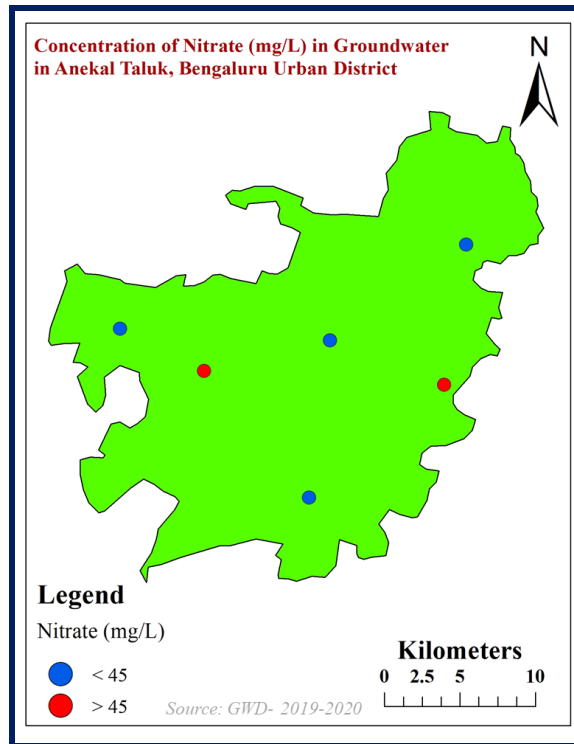 Concentration of Nitrate (mg/L) in Groundwater
in Anekal Taluk, Bengaluru Urban District
N
Legend
Nitrate (mg/L)
< 45
> 45
Source: GWD- 2019-2020
Kilometers
0 2.5 5 10